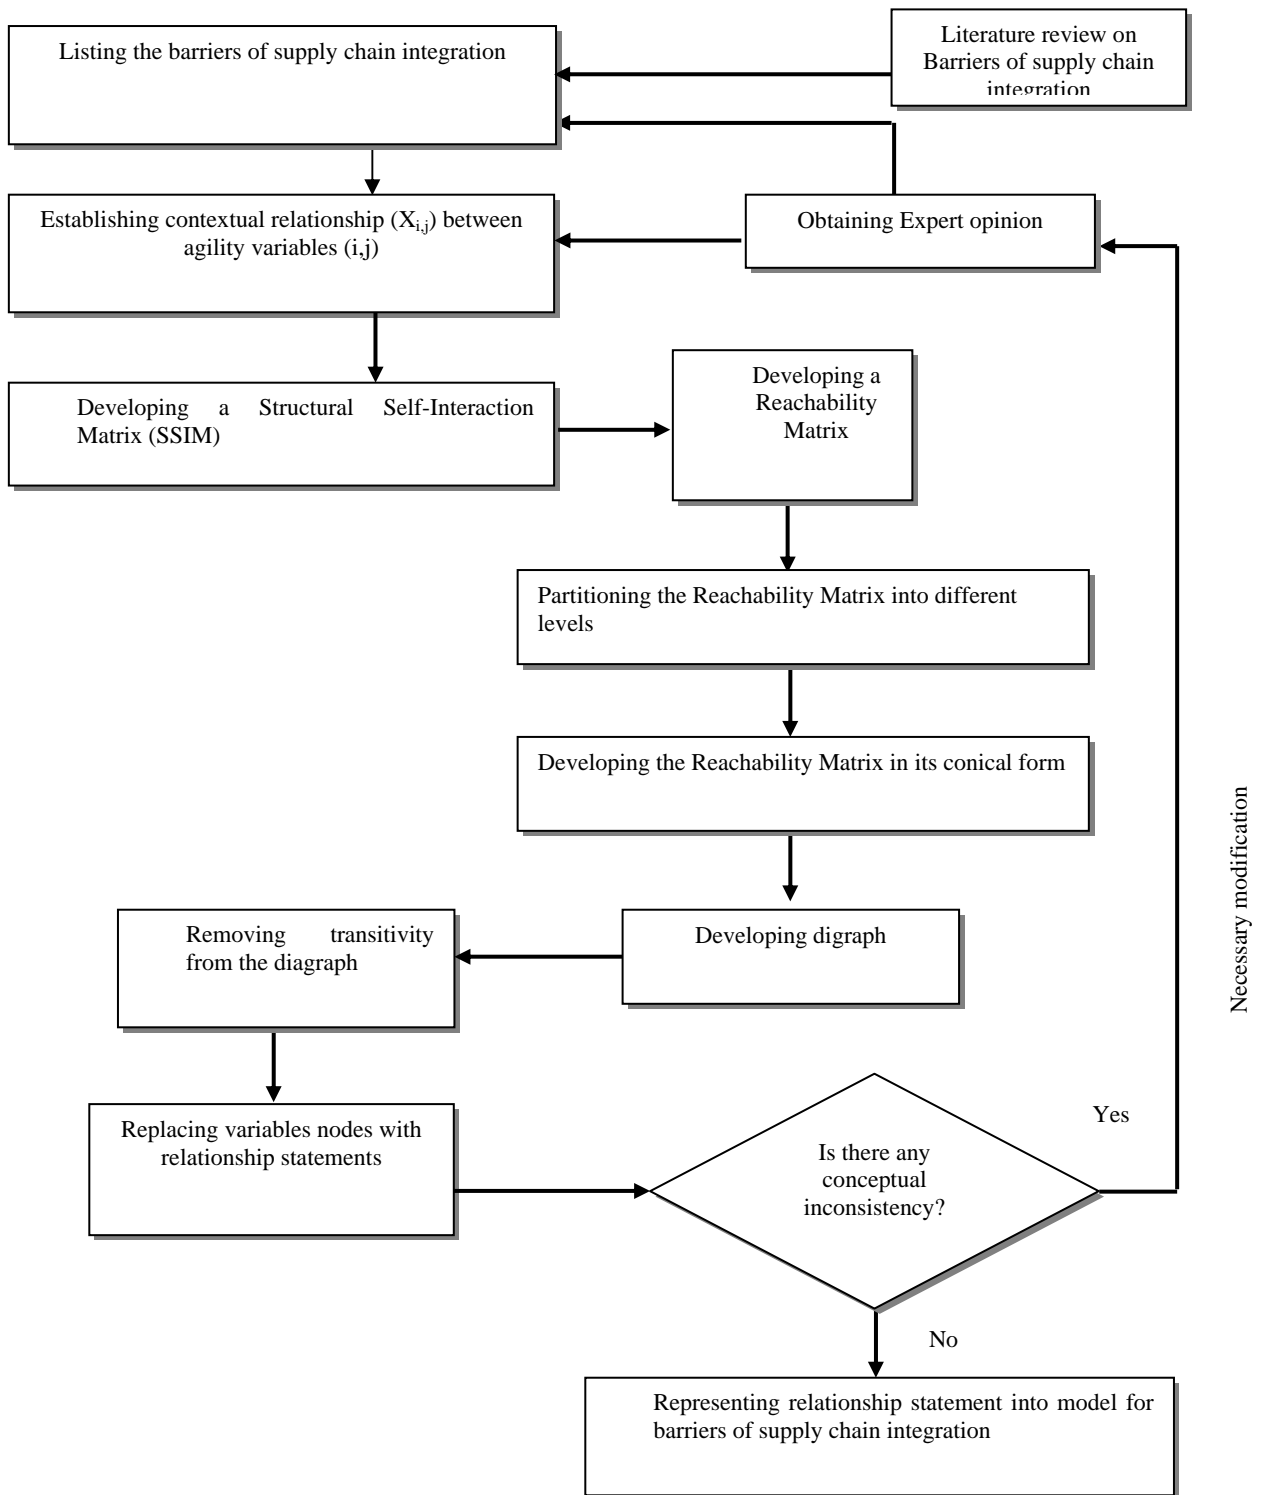 Listing the barriers of supply chain integration
Literature review on
Barriers of supply chain
integration
Establishing contextual relationship (Xi,j) between
agility variables (i,j)
Obtaining Expert opinion
Developing a Structural Self-Interaction
Matrix (SSIM)
Developing a
Reachability
Matrix
Partitioning the Reachability Matrix into different
levels
Developing the Reachability Matrix in its conical form
Necessary modification
Developing digraph
Removing transitivity
from the diagraph
Replacing variables nodes with
relationship statements
Is there any
conceptual
inconsistency?
Yes
No
Representing relationship statement into model for
barriers of supply chain integration